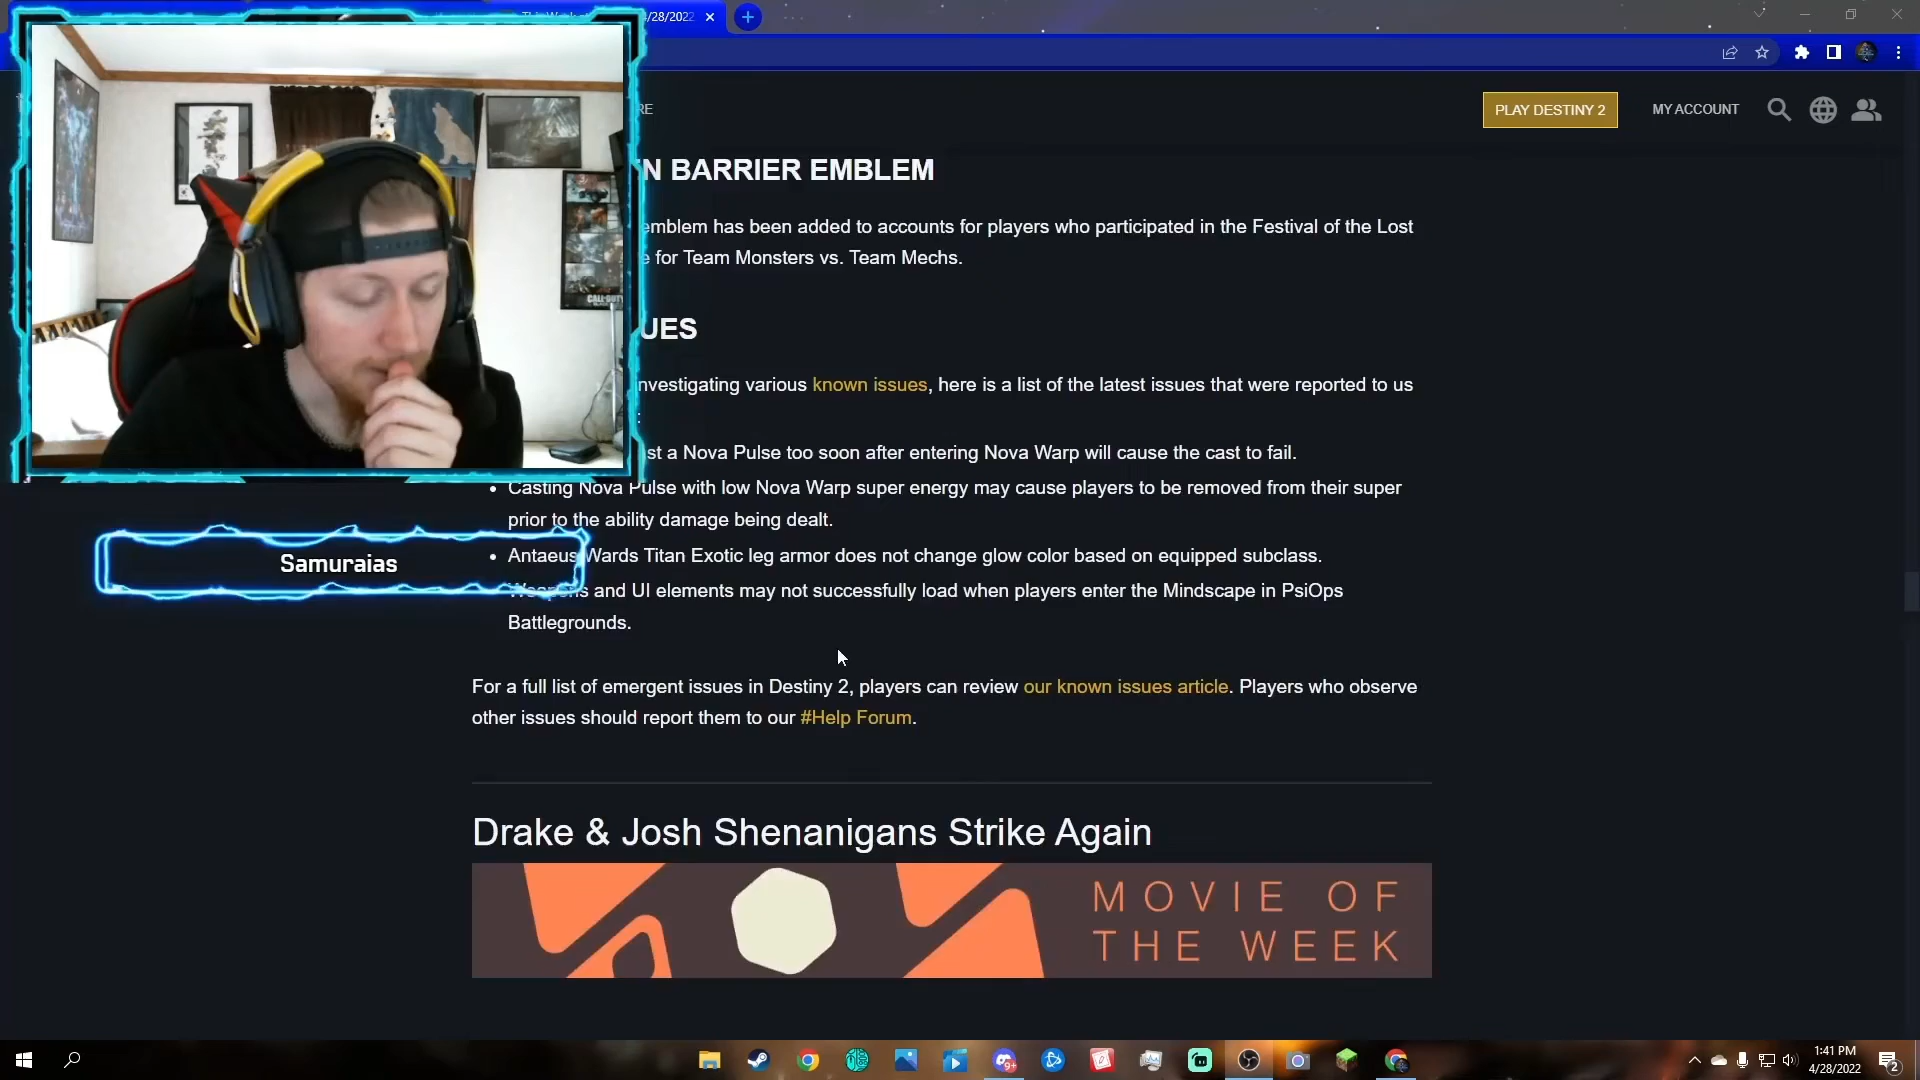 4/28/2022
RE
PLAY DESTINY 2
MY ACCOUNT
N BARRIER EMBLEM
emblem has been added to accounts for players who participated in the Festival of the Lost
e for Team Monsters vs. Team Mechs.
UES
nvestigating various known issues, here is a list of the latest issues that were reported to us
:
st a Nova Pulse too soon after entering Nova Warp will cause the cast to fail.
• Casting Nova Pulse with low Nova Warp super energy may cause players to be removed from their super
prior to the ability damage being dealt.
Samuraias
• Antaeus Wards Titan Exotic leg armor does not change glow color based on equipped subclass.
Weapons and UI elements may not successfully load when players enter the Mindscape in PsiOps
Battlegrounds.
For a full list of emergent issues in Destiny 2, players can review our known issues article. Players who observe
other issues should report them to our #Help Forum.
Drake & Josh Shenanigans Strike Again
MOVIE OF
THE WEEK
9+
1:41 PM
4/28/2022
2